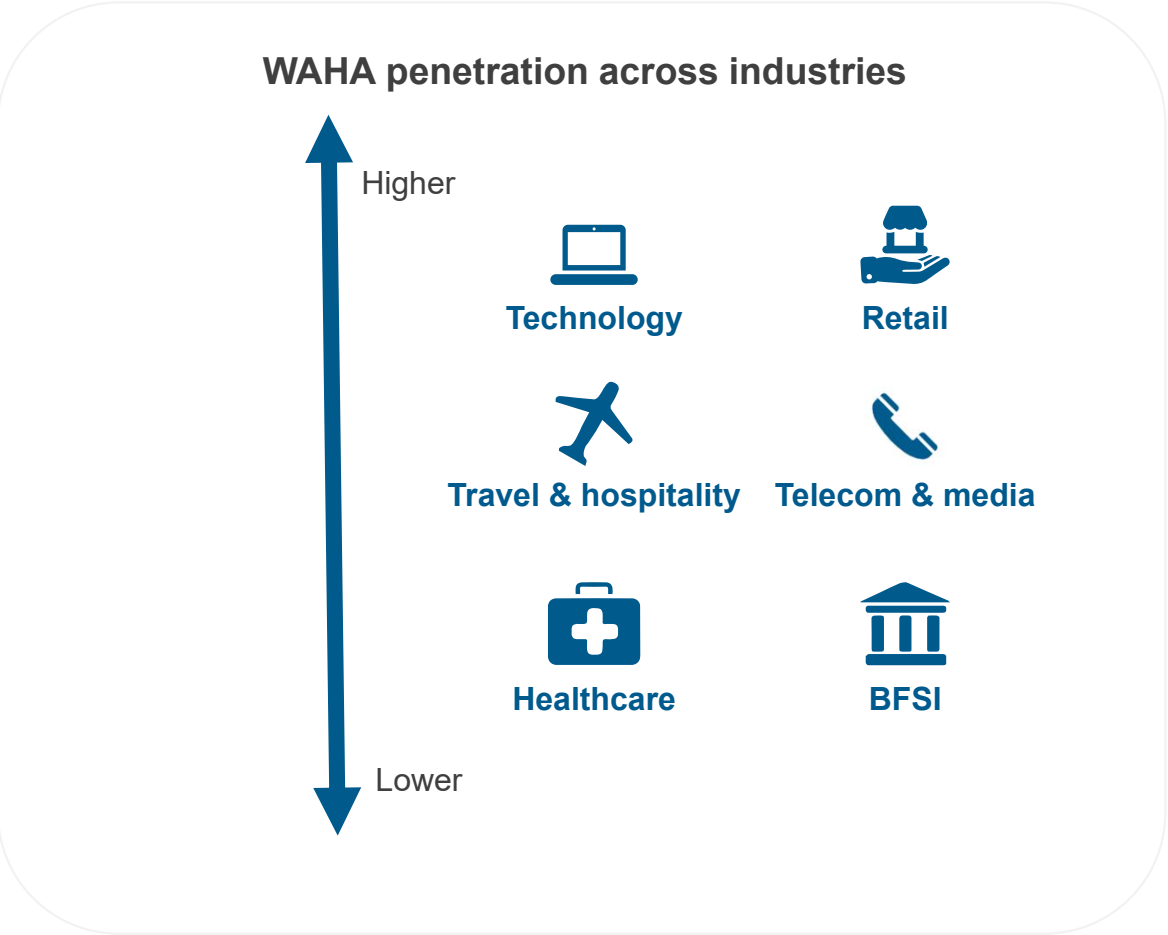 WAHA penetration across industries
Higher
Technology
Retail
Travel & hospitality
Telecom & media
Healthcare
BFSI
Lower